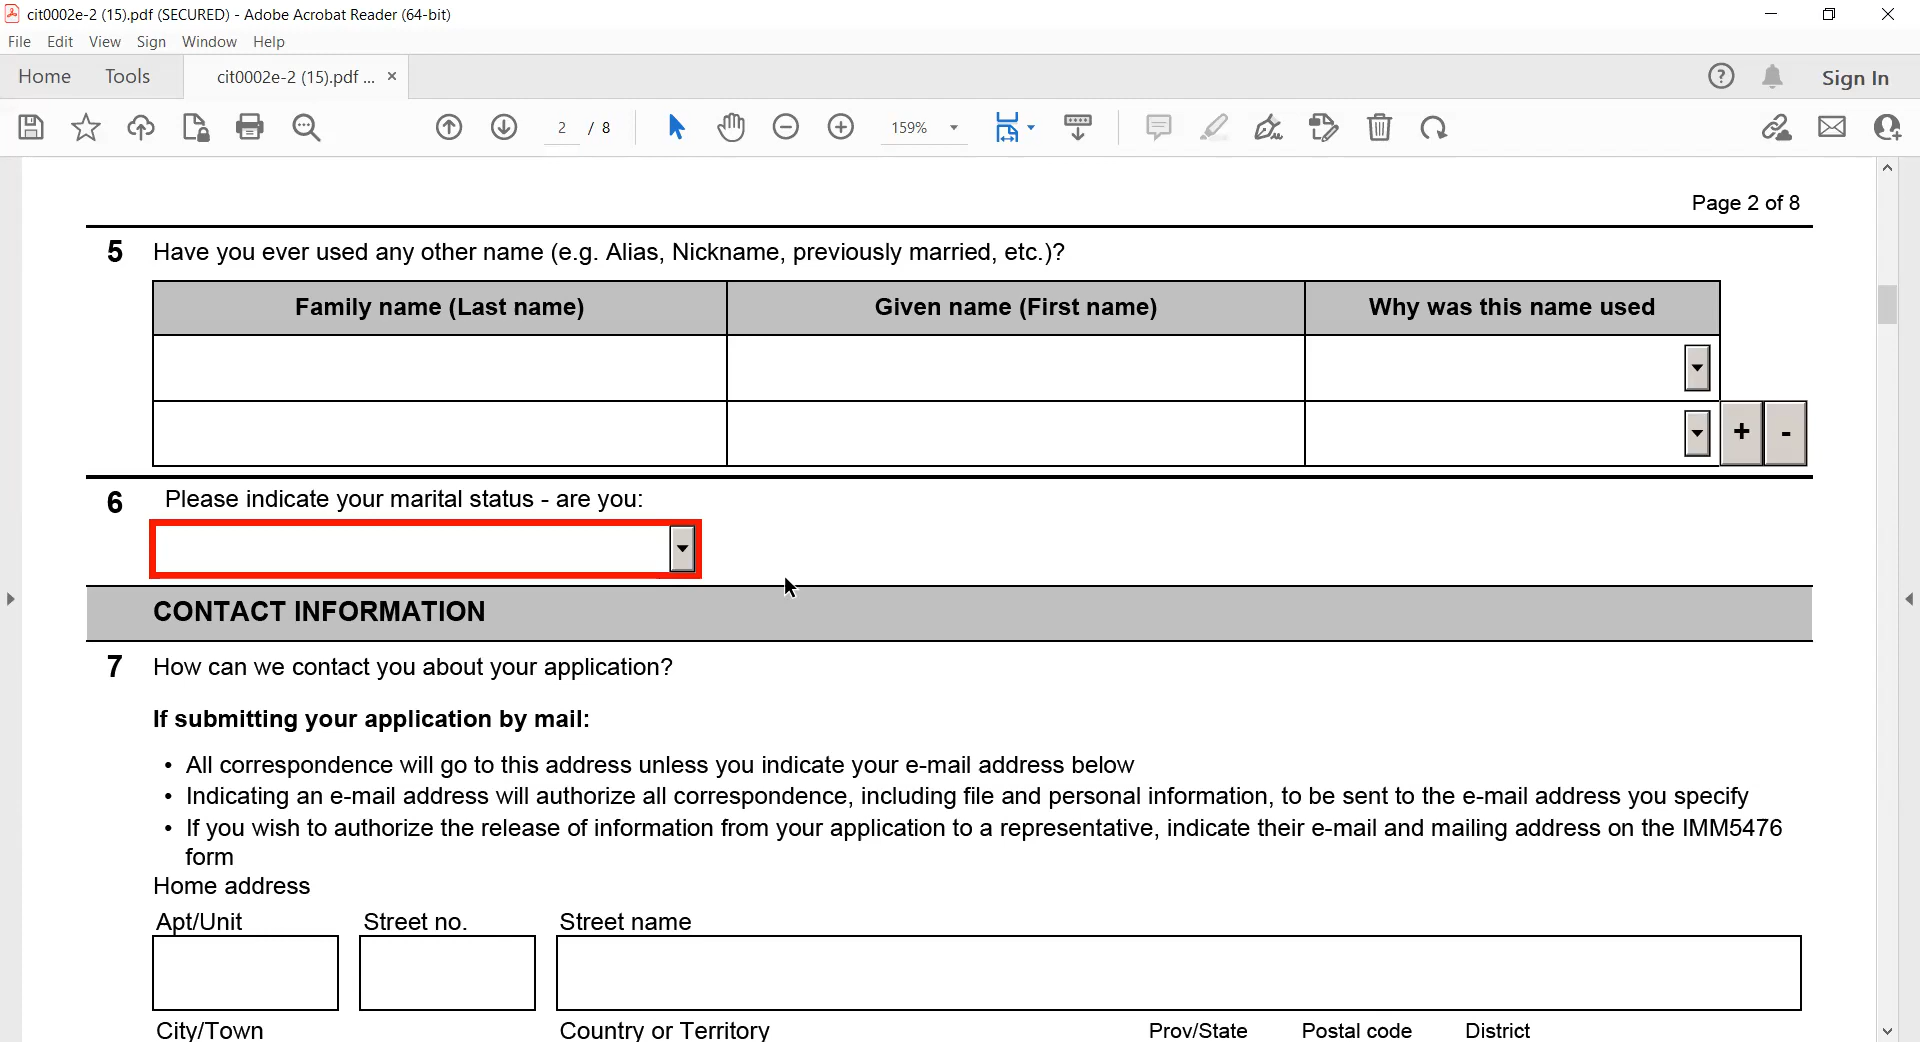 cit0002e-2 (15).pdf (SECURED) - Adobe Acrobat Reader (64-bit)
File Edit View Sign Window Help
Home Tools cit0002e-2 (15).pdf ... × ? Sign In
2 / 8 159%
Page 2 of 8
5 Have you ever used any other name (e.g. Alias, Nickname, previously married, etc.)?
Family name (Last name) Given name (First name) Why was this name used
+ -
6 Please indicate your marital status - are you:
CONTACT INFORMATION
7 How can we contact you about your application?
If submitting your application by mail:
• All correspondence will go to this address unless you indicate your e-mail address below
• Indicating an e-mail address will authorize all correspondence, including file and personal information, to be sent to the e-mail address you specify
• If you wish to authorize the release of information from your application to a representative, indicate their e-mail and mailing address on the IMM5476
form
Home address
Apt/Unit Street no. Street name
City/Town Country or Territory Prov/State Postal code District